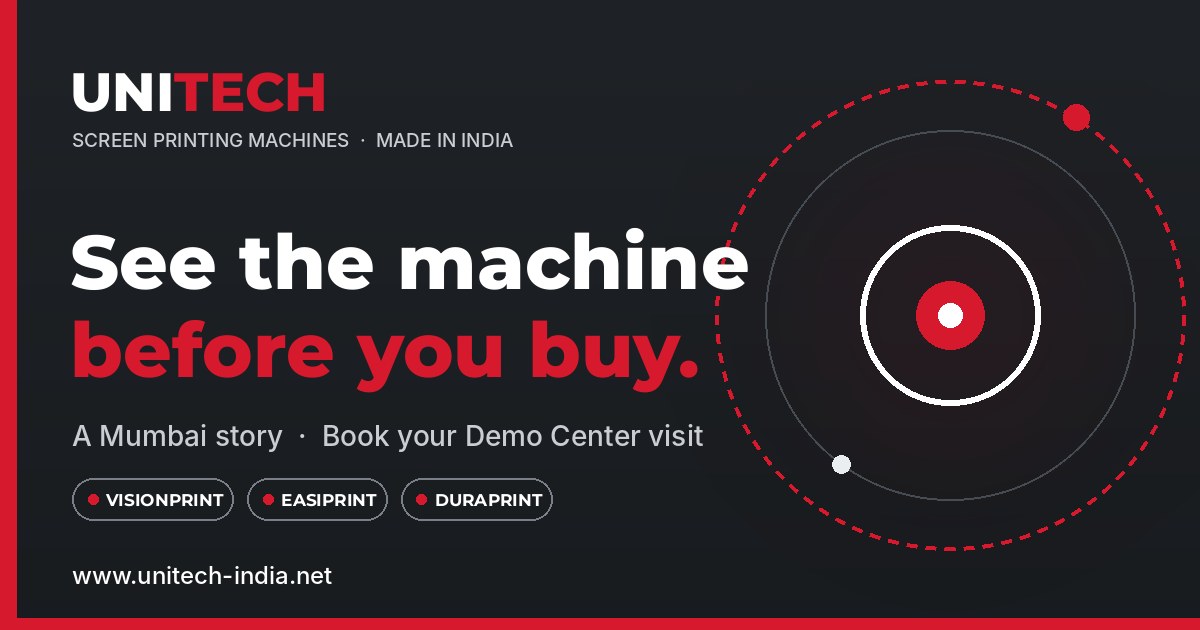 UNITECH
SCREEN PRINTING MACHINES · MADE IN INDIA
See the machine
before you buy.
A Mumbai story · Book your Demo Center visit
VISIONPRINT EASIPRINT DURAPRINT
www.unitech-india.net